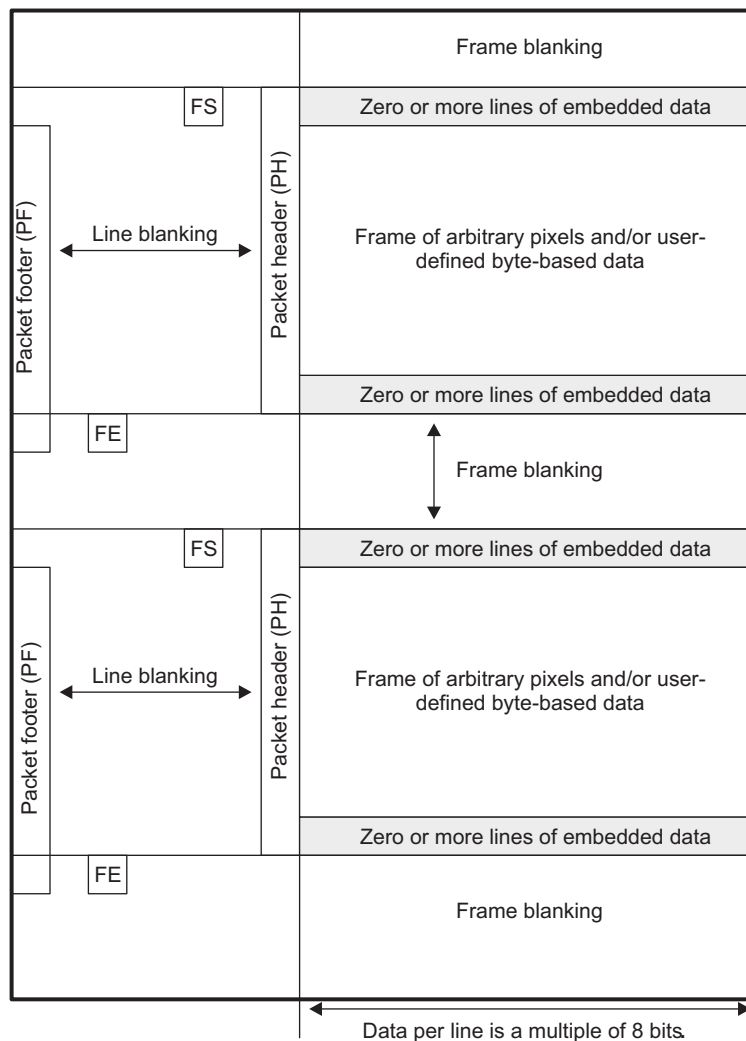 Frame blanking
FS
Zero or more lines of embedded data
Packet footer (PF)
Line blanking
Packet header (PH)
Frame of arbitrary pixels and/or user-
defined byte-based data
Zero or more lines of embedded data
FE
Frame blanking
FS
Zero or more lines of embedded data
Packet footer (PF)
Line blanking
Packet header (PH)
Frame of arbitrary pixels and/or user-
defined byte-based data
Zero or more lines of embedded data
FE
Frame blanking
Data per line is a multiple of 8 bits.